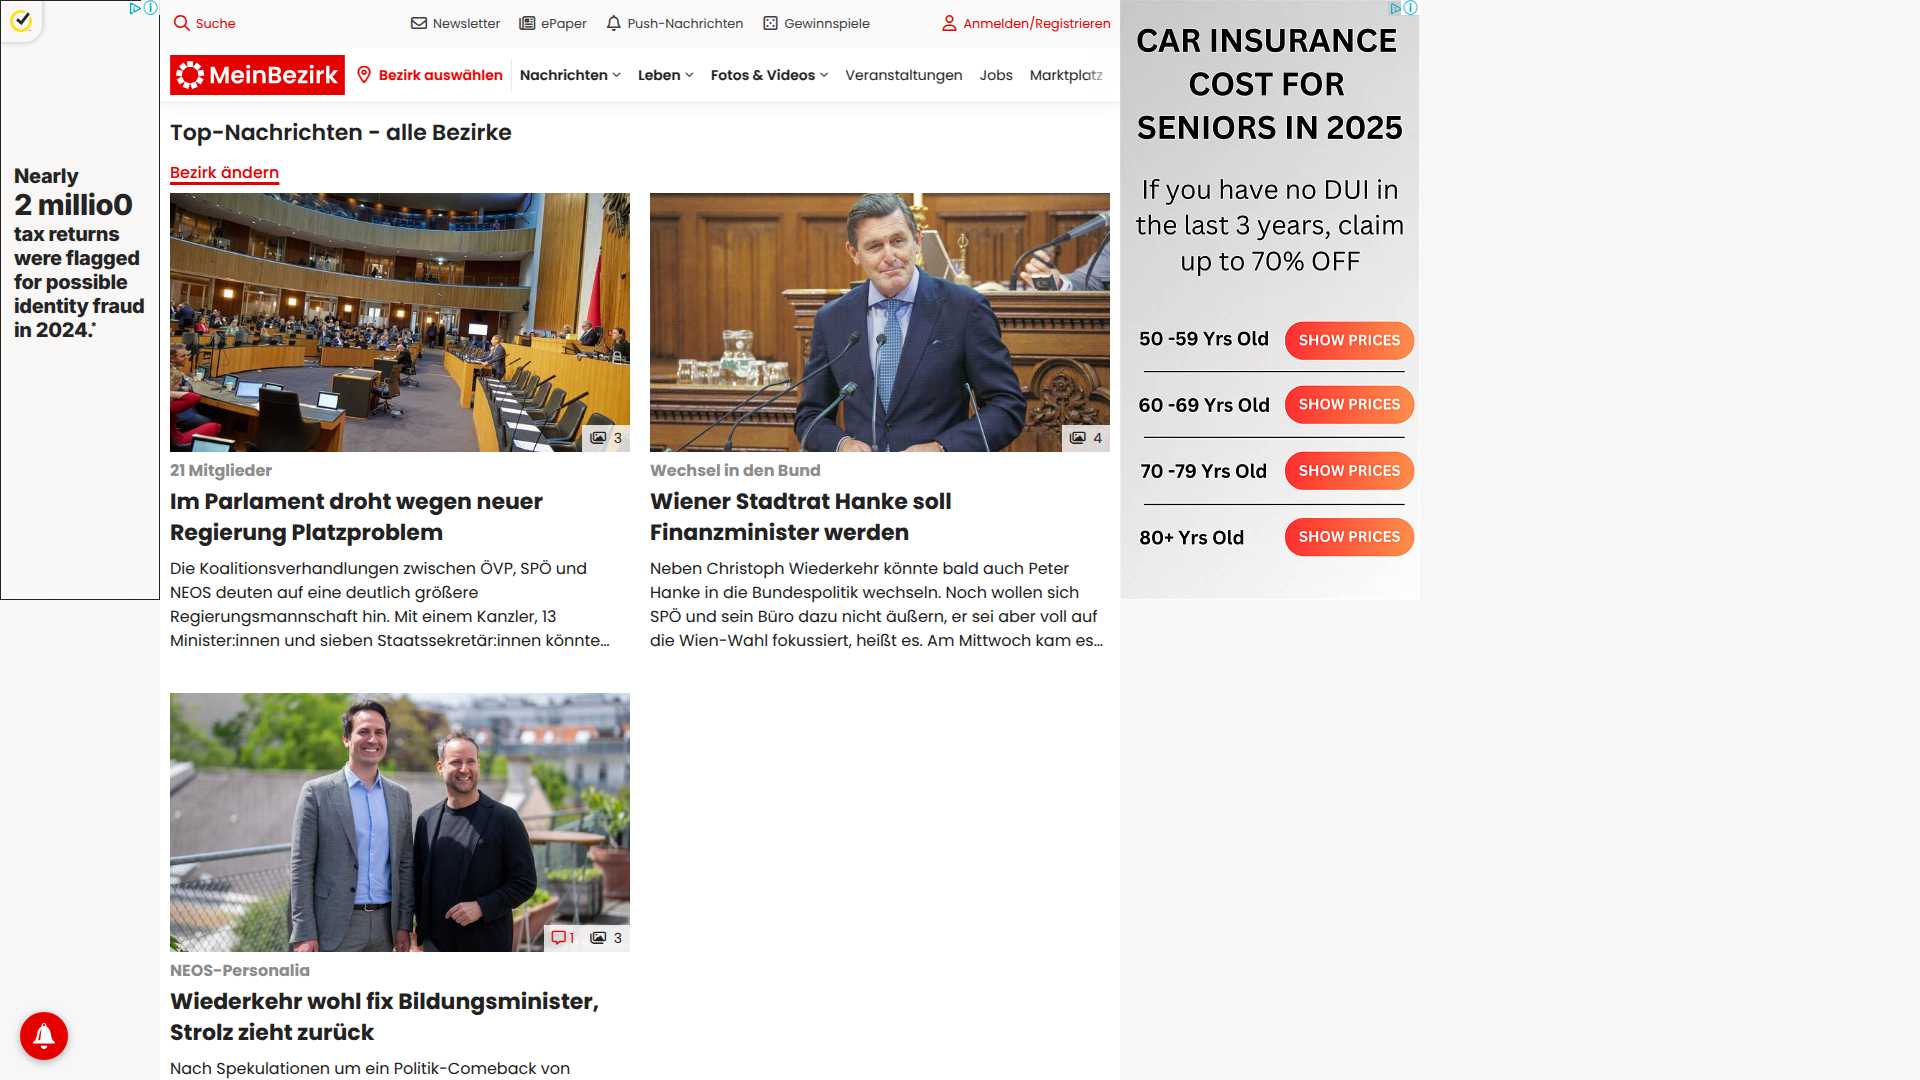 Suche
Newsletter
ePaper
Push-Nachrichten
Gewinnspiele
Anmelden/Registrieren
MeinBezirk
Bezirk auswählen
Nachrichten
Leben
Fotos & Videos
Veranstaltungen
Jobs
Marktplatz
Nearly
2 millio0
tax returns
were flagged
for possible
identity fraud
in 2024.*
Top-Nachrichten - alle Bezirke
Bezirk ändern
3
21 Mitglieder
Im Parlament droht wegen neuer
Regierung Platzproblem
Die Koalitionsverhandlungen zwischen ÖVP, SPÖ und
NEOS deuten auf eine deutlich größere
Regierungsmannschaft hin. Mit einem Kanzler, 13
Minister:innen und sieben Staatssekretär:innen könnte...
4
Wechsel in den Bund
Wiener Stadtrat Hanke soll
Finanzminister werden
Neben Christoph Wiederkehr könnte bald auch Peter
Hanke in die Bundespolitik wechseln. Noch wollen sich
SPÖ und sein Büro dazu nicht äußern, er sei aber voll auf
die Wien-Wahl fokussiert, heißt es. Am Mittwoch kam es...
1
3
NEOS-Personalia
Wiederkehr wohl fix Bildungsminister,
Strolz zieht zurück
Nach Spekulationen um ein Politik-Comeback von
CAR INSURANCE
COST FOR
SENIORS IN 2025
If you have no DUI in
the last 3 years, claim
up to 70% OFF
50 -59 Yrs Old
SHOW PRICES
60 -69 Yrs Old
SHOW PRICES
70 -79 Yrs Old
SHOW PRICES
80+ Yrs Old
SHOW PRICES